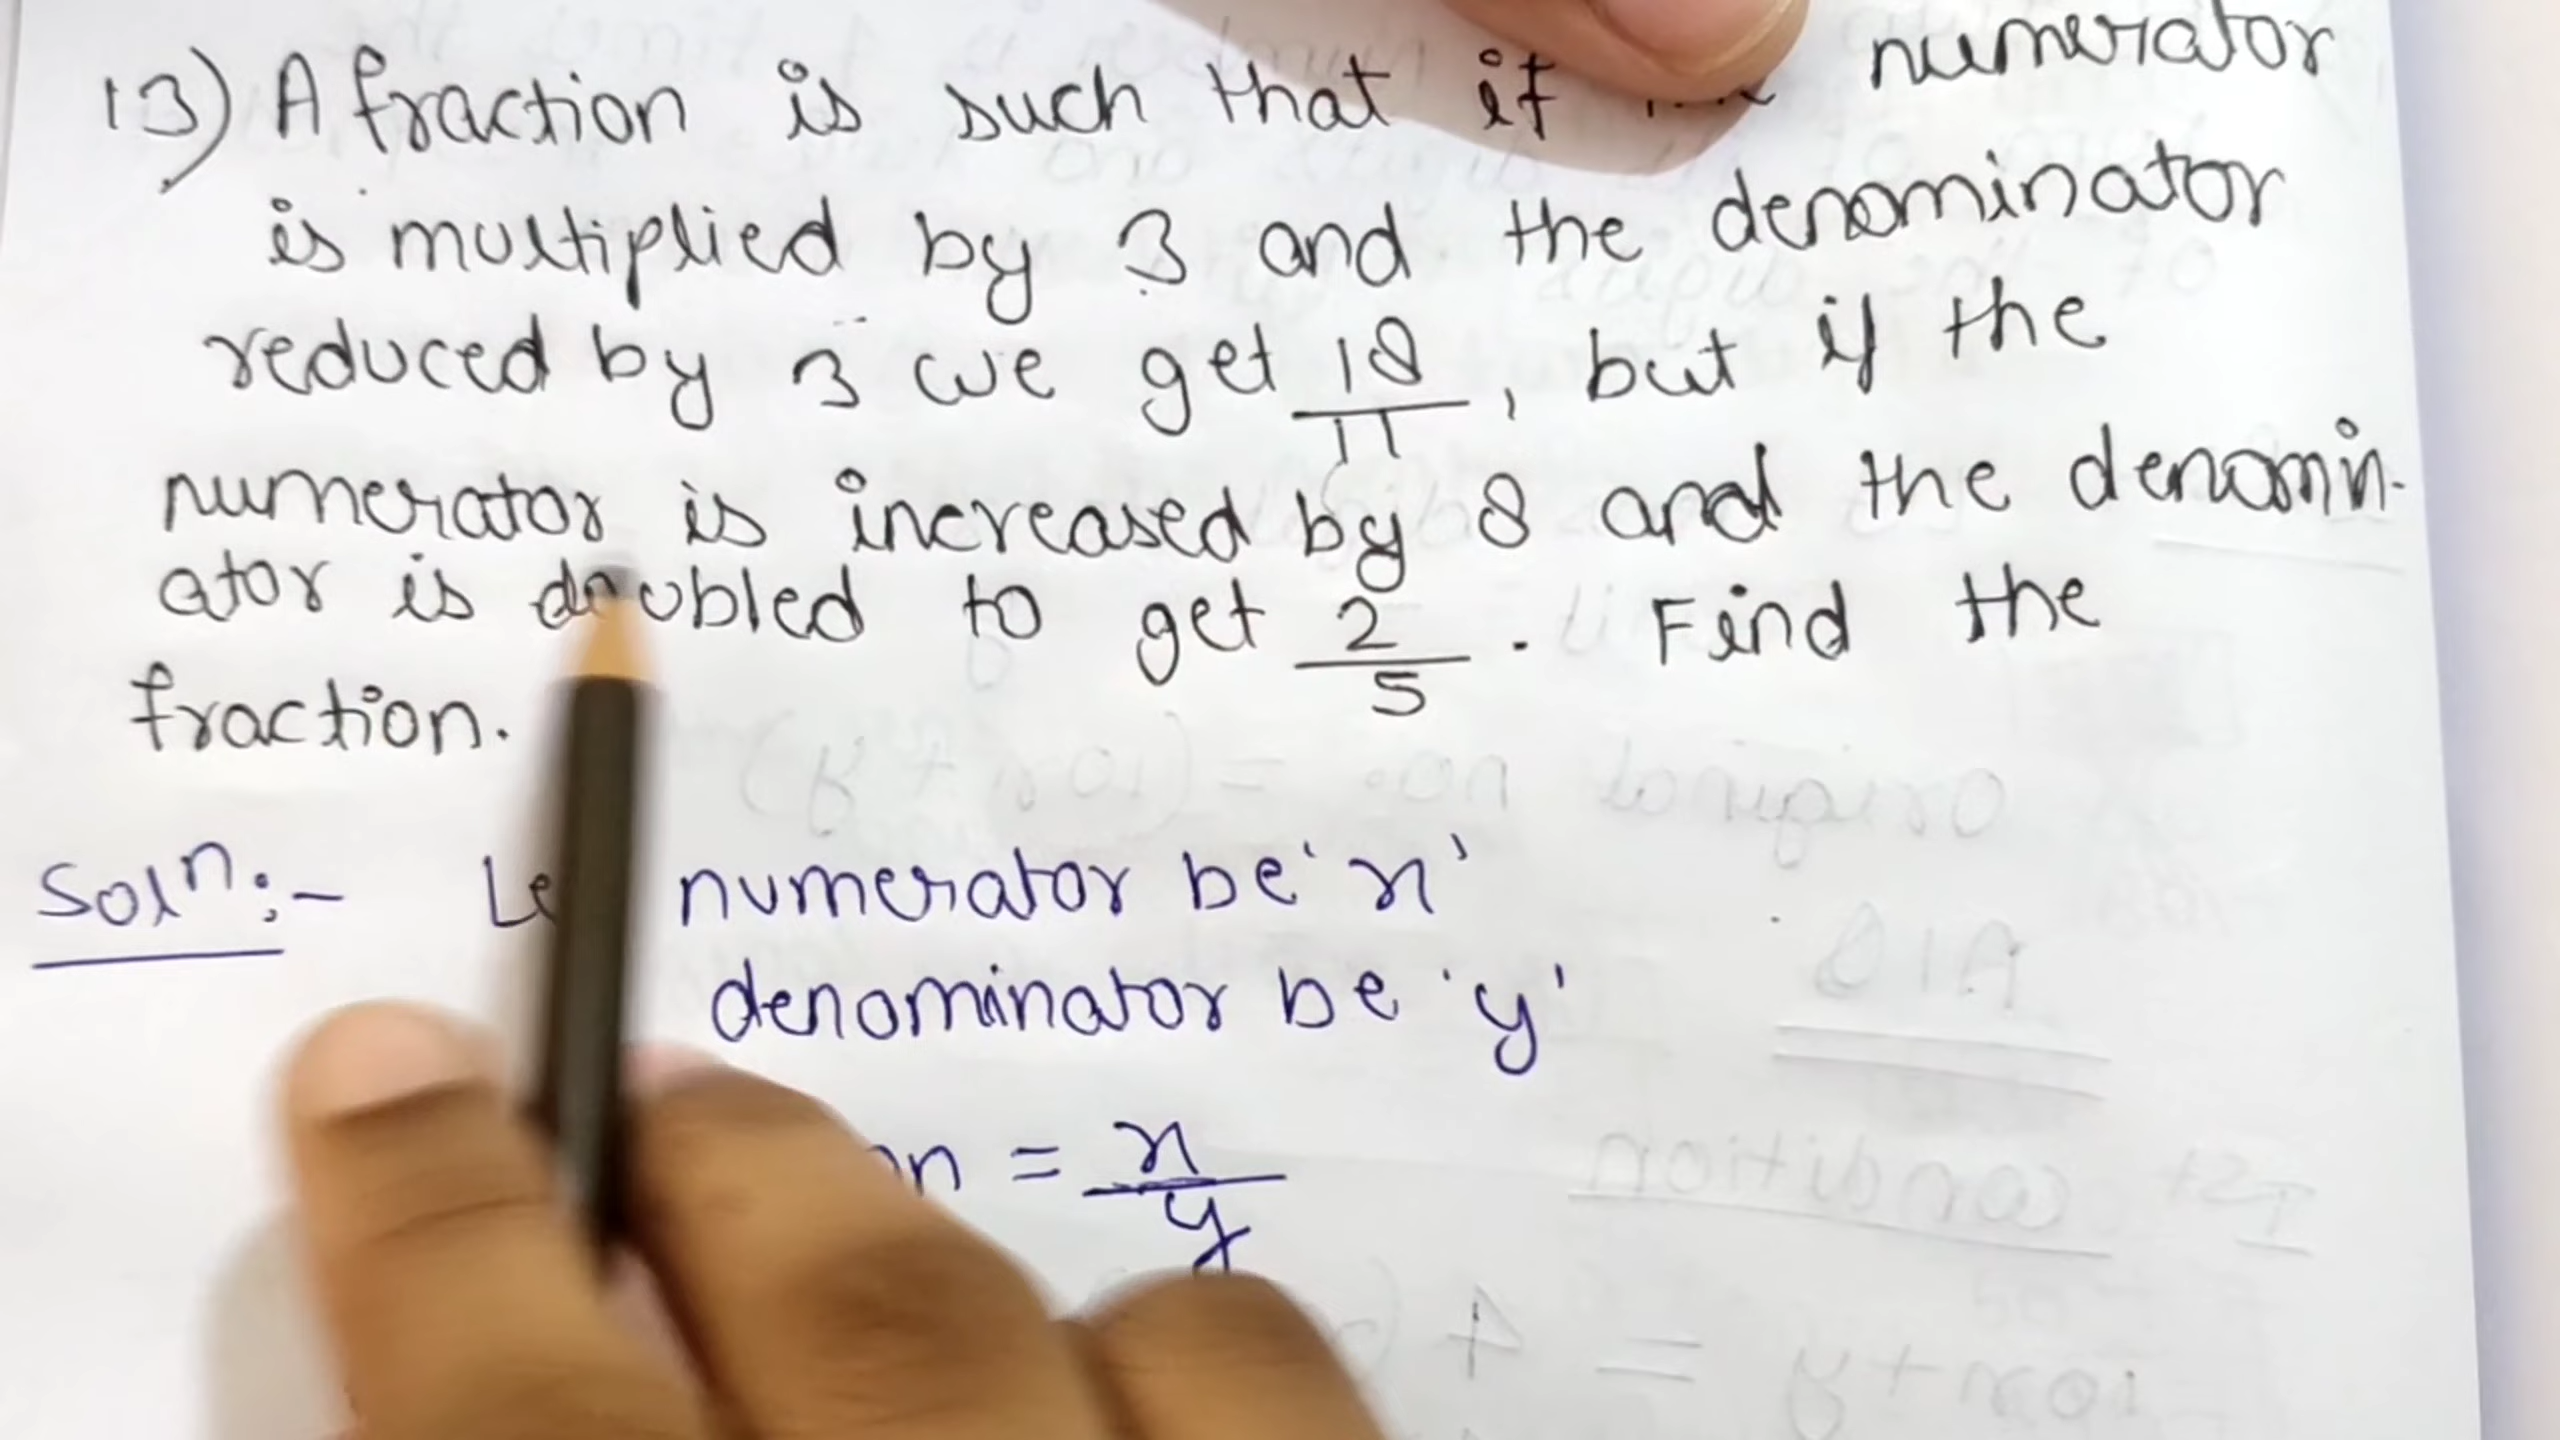 13) A fraction is such that if numerator
is multiplied by 3 and the denominator
reduced by 3 we get 18/11, but if the
numerator is increased by 8 and the denomin-
ator is doubled to get 2/5. Find the
fraction.
Soln:- Le numerator be 'x'
denominator be 'y'
on = x/y